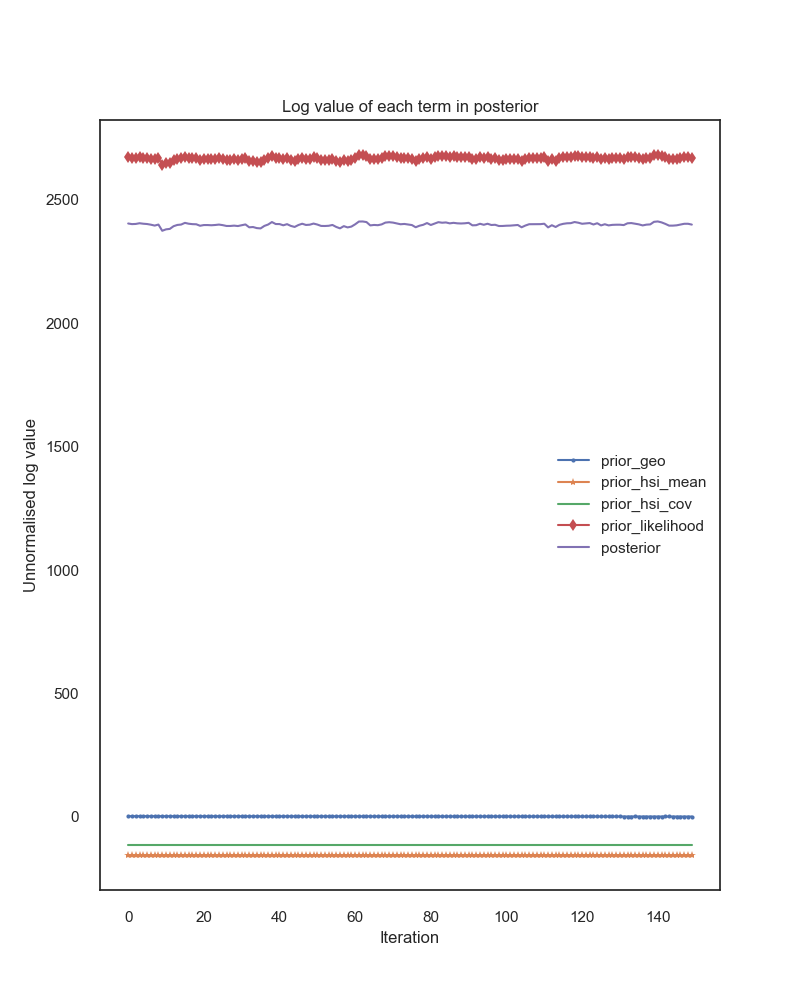 Log value of each term in posterior
Unnormalised log value
2500
2000
1500
1000
500
0
prior_geo
prior_hsi_mean
prior_hsi_cov
prior_likelihood
posterior
0 20 40 60 80 100 120 140
Iteration